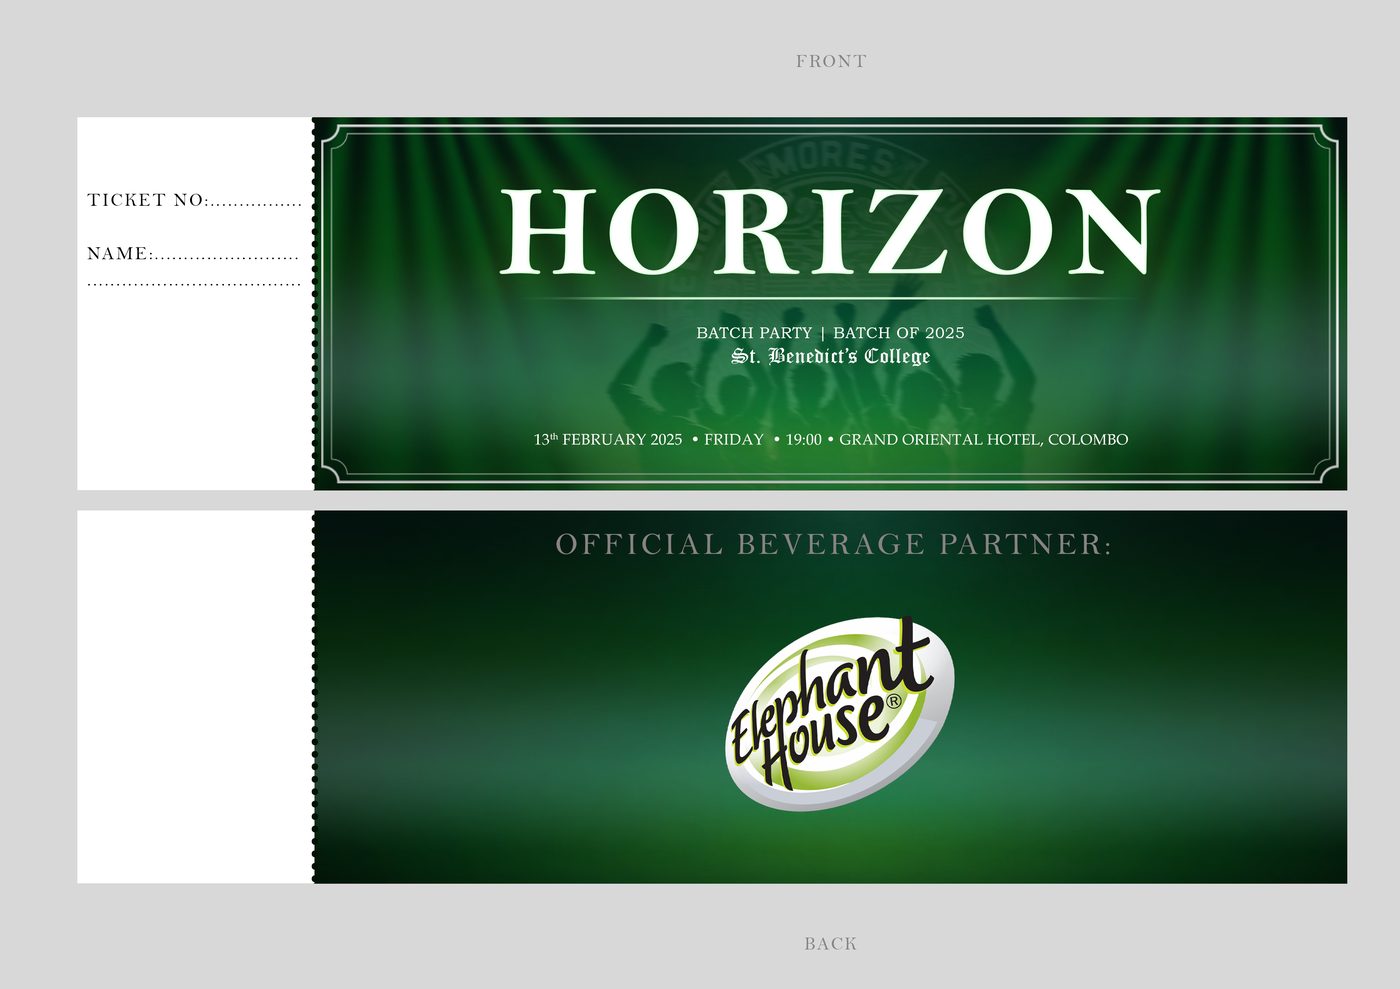 FRONT
TICKET NO:................
NAME:.........................
.....................................
MORES
HORIZON
BATCH PARTY | BATCH OF 2025
St. Benedict's College
13th FEBRUARY 2025 • FRIDAY • 19:00 • GRAND ORIENTAL HOTEL, COLOMBO
OFFICIAL BEVERAGE PARTNER:
Elephant
House®
BACK